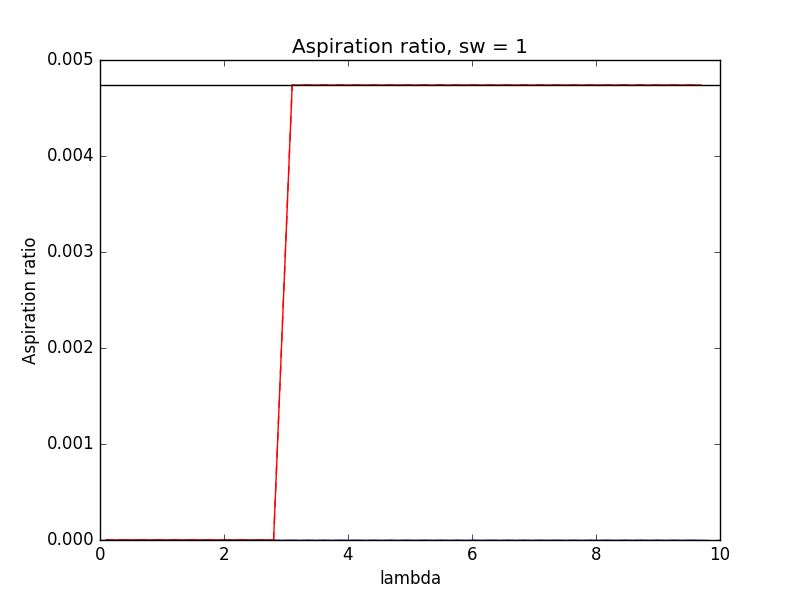 Aspiration ratio, sw = 1
0.005
0.004
0.003
0.002
0.001
0.000
Aspiration ratio
0 2 4 6 8 10
lambda